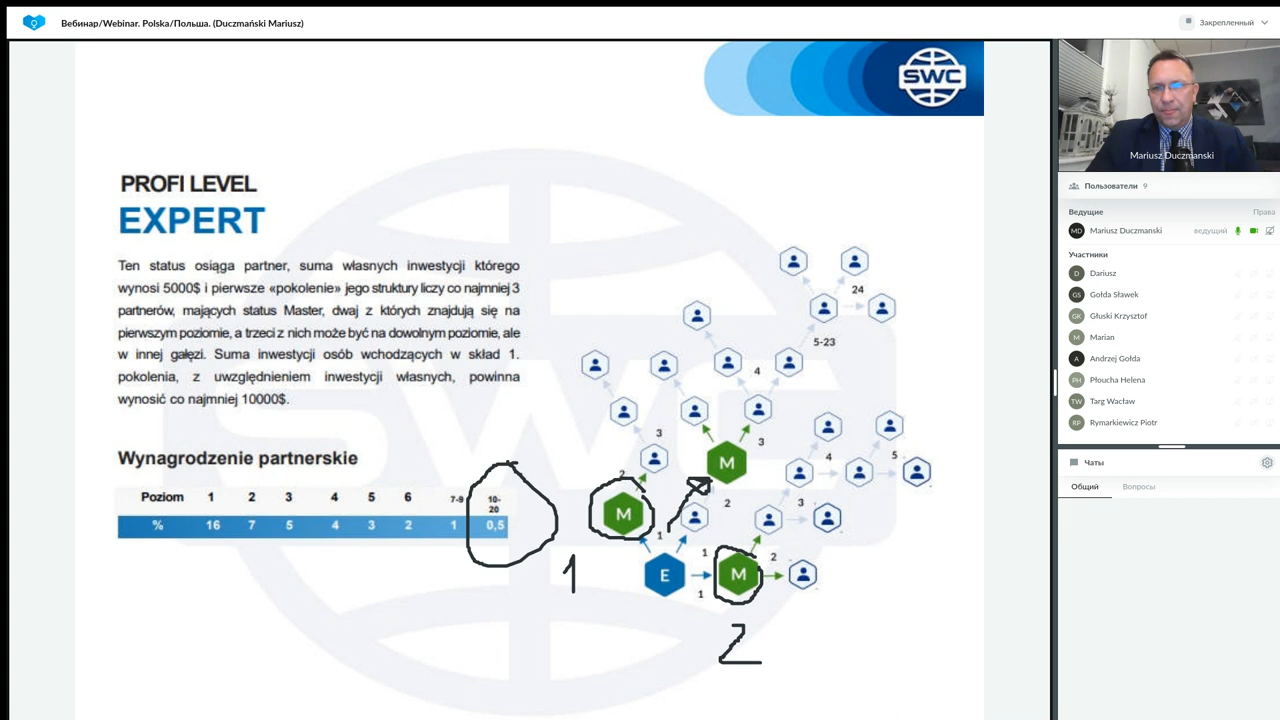 Вебинар/Webinar. Polska/Польша. (Duczmański Mariusz)
Закрепленный
SWC
PROFI LEVEL
EXPERT
Ten status osiąga partner, suma własnych inwestycji którego
wynosi 5000$ i pierwsze «pokolenie» jego struktury liczy co najmniej 3
partnerów, mających status Master, dwaj z których znajdują się na
pierwszym poziomie, a trzeci z nich może być na dowolnym poziomie, ale
w innej gałęzi. Suma inwestycji osób wchodzących w skład 1.
pokolenia, z uwzględnieniem inwestycji własnych, powinna
wynosić co najmniej 10000$.
Wynagrodzenie partnerskie
Poziom 1 2 3 4 5 6 7-9 10-20
% 16 7 5 4 3 2 1 0,5
24
5-23
4
3
3
4
5
2
M
M
2
3
1
1
2
E
M
1
1
2
Mariusz Duczmanski
Пользователи 9
Ведущие Права
MD Mariusz Duczmanski ведущий
Участники
D Dariusz
GS Gołda Sławek
GK Głuski Krzysztof
M Marian
A Andrzej Gołda
PH Płoucha Helena
TW Targ Wacław
RP Rymarkiewicz Piotr
Чаты
Общий Вопросы